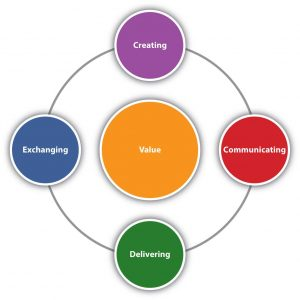 Creating
Exchanging
Value
Communicating
Delivering